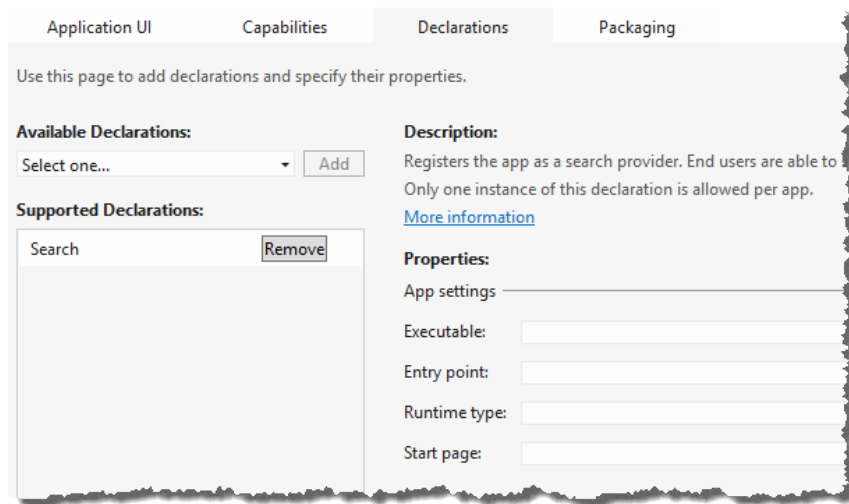 Application UI
Capabilities
Declarations
Packaging
Use this page to add declarations and specify their properties.
Available Declarations:
Select one...
Add
Supported Declarations:
Search
Remove
Description:
Registers the app as a search provider. End users are able to
Only one instance of this declaration is allowed per app.
More information
Properties:
App settings
Executable:
Entry point:
Runtime type:
Start page: